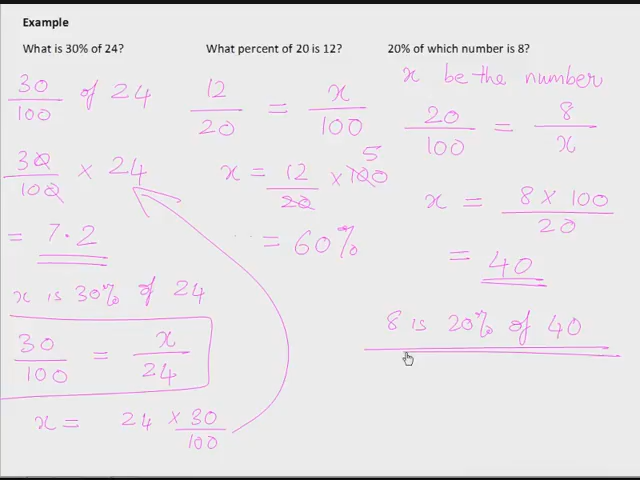 Example
What is 30% of 24?
30/100 of 24
30/100 × 24
= 7.2
x is 30% of 24
30/100 = x/24
x = 24 × 30/100
What percent of 20 is 12?
12/20 = x/100
x = 12/20 × 100 5
= 60%
20% of which number is 8?
x be the number
20/100 = 8/x
x = 8 × 100/20
= 40
8 is 20% of 40